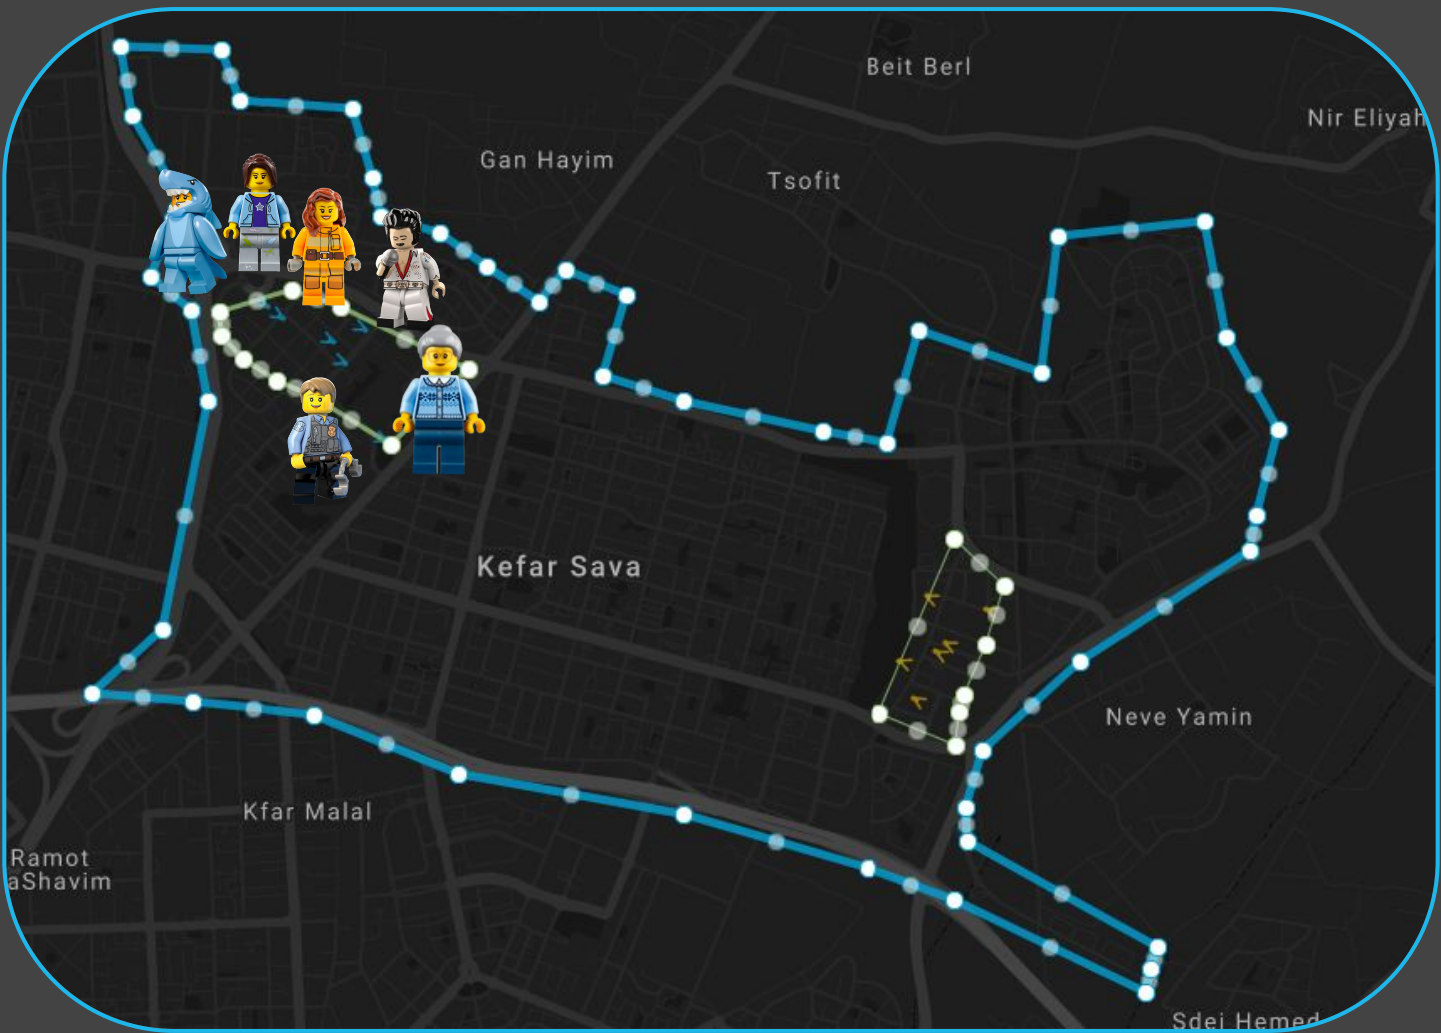 Beit Berl
Nir Eliyah
Gan Hayim
Tsofit
Kefar Sava
Neve Yamin
Kfar Malal
Ramot
aShavim
Sdei Hemed